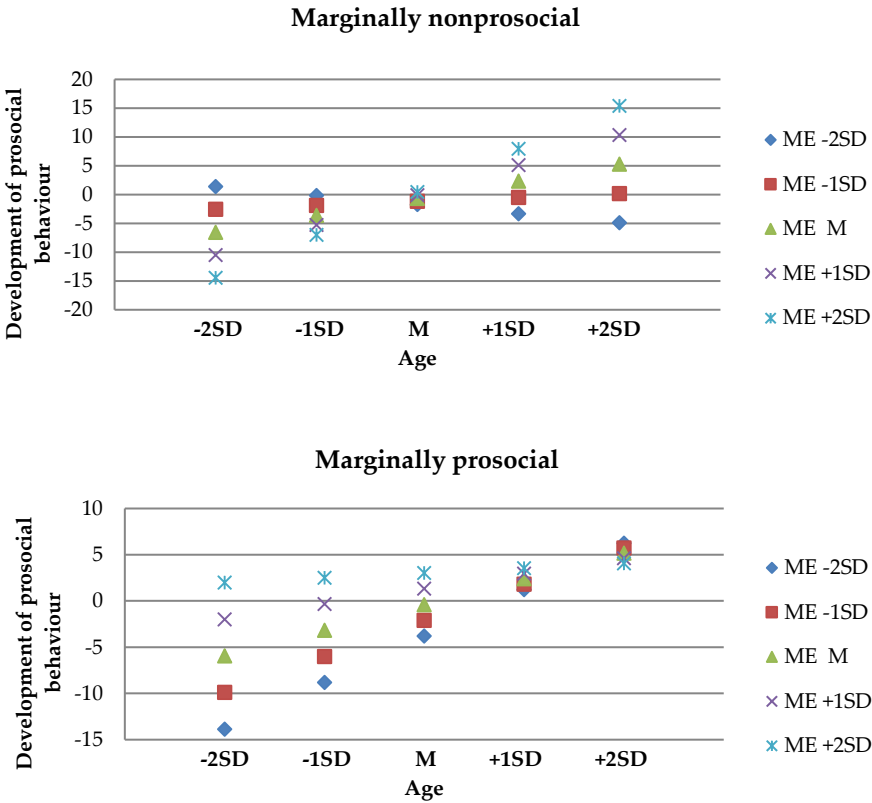 Marginally nonprosocial
Development of prosocial
behaviour
20
15
10
5
0
-5
-10
-15
-20
-2SD -1SD M +1SD +2SD
Age
ME -2SD
ME -1SD
ME M
ME +1SD
ME +2SD
Marginally prosocial
Development of prosocial
behaviour
10
5
0
-5
-10
-15
-2SD -1SD M +1SD +2SD
Age
ME -2SD
ME -1SD
ME M
ME +1SD
ME +2SD